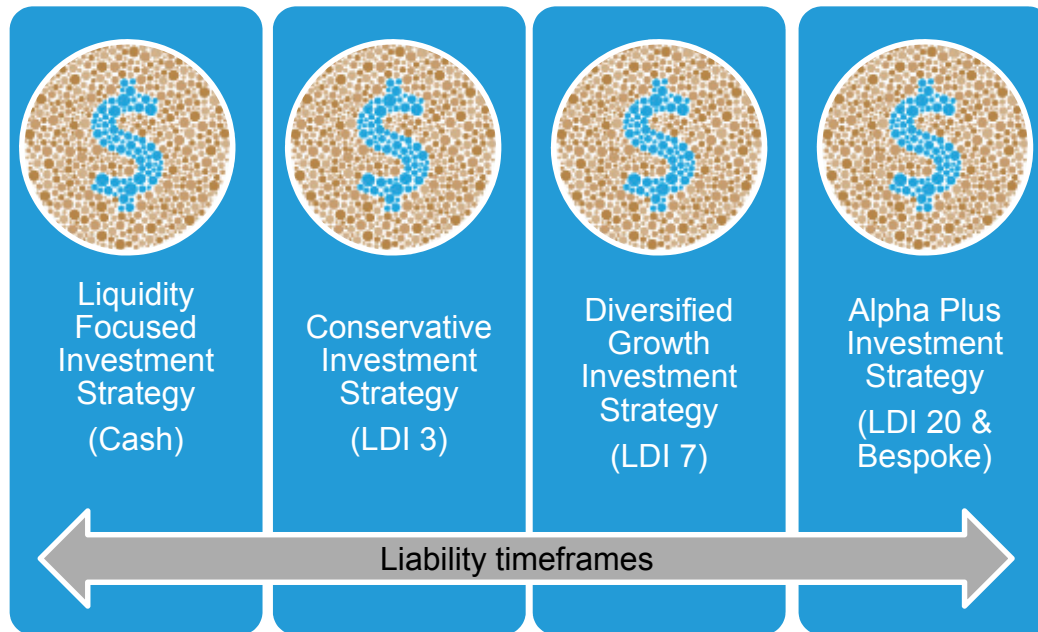 Liquidity
Focused
Investment
Strategy
(Cash)
Conservative
Investment
Strategy
(LDI 3)
Diversified
Growth
Investment
Strategy
(LDI 7)
Alpha Plus
Investment
Strategy
(LDI 20 &
Bespoke)
Liability timeframes